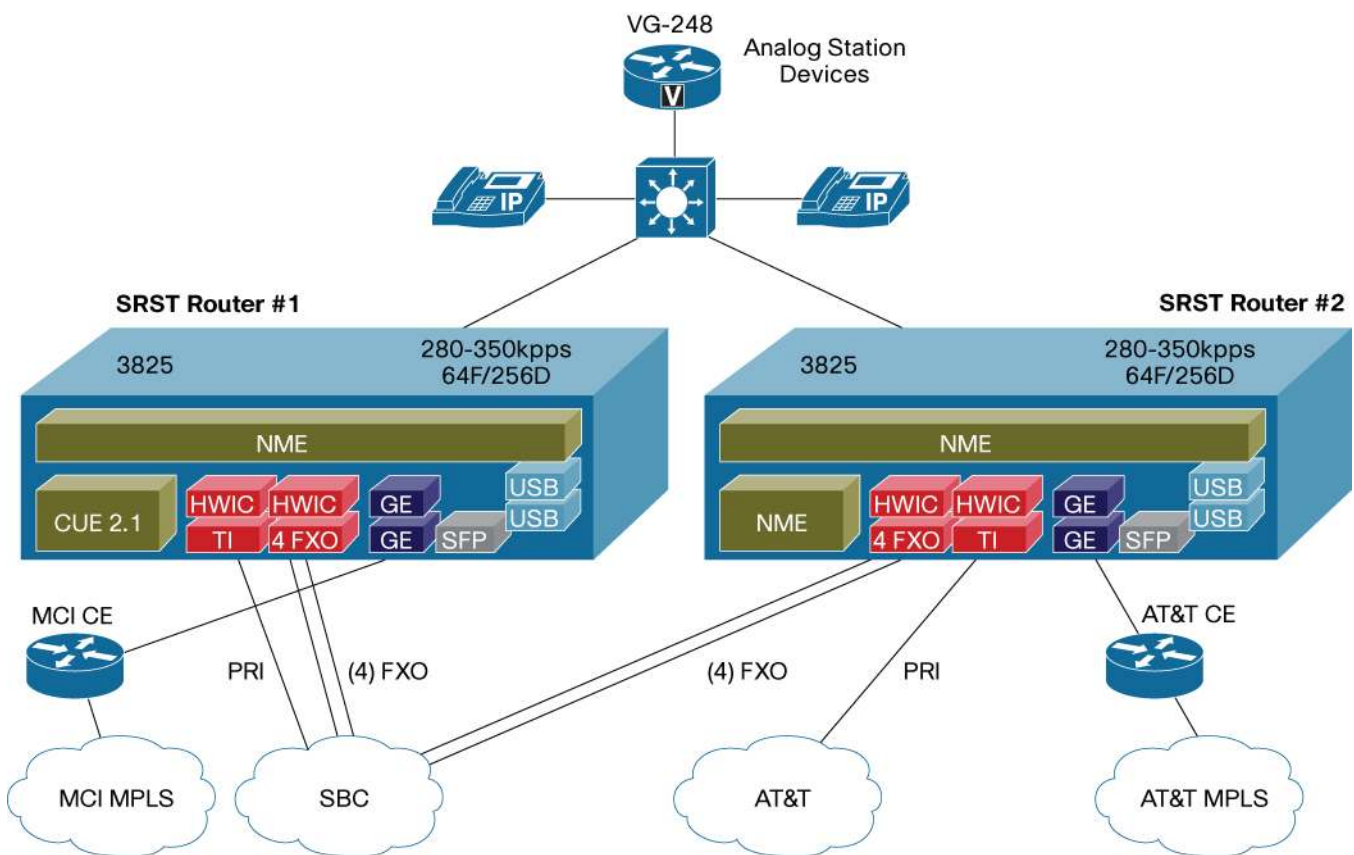 VG-248
Analog Station
Devices
V
IP
IP
SRST Router #1
SRST Router #2
3825
280-350kpps
64F/256D
3825
280-350kpps
64F/256D
NME
NME
CUE 2.1
HWIC
HWIC
GE
USB
USB
TI
4 FXO
GE
SFP
NME
HWIC
HWIC
GE
USB
USB
4 FXO
TI
GE
SFP
MCI CE
AT&T CE
PRI
(4) FXO
(4) FXO
PRI
MCI MPLS
SBC
AT&T
AT&T MPLS